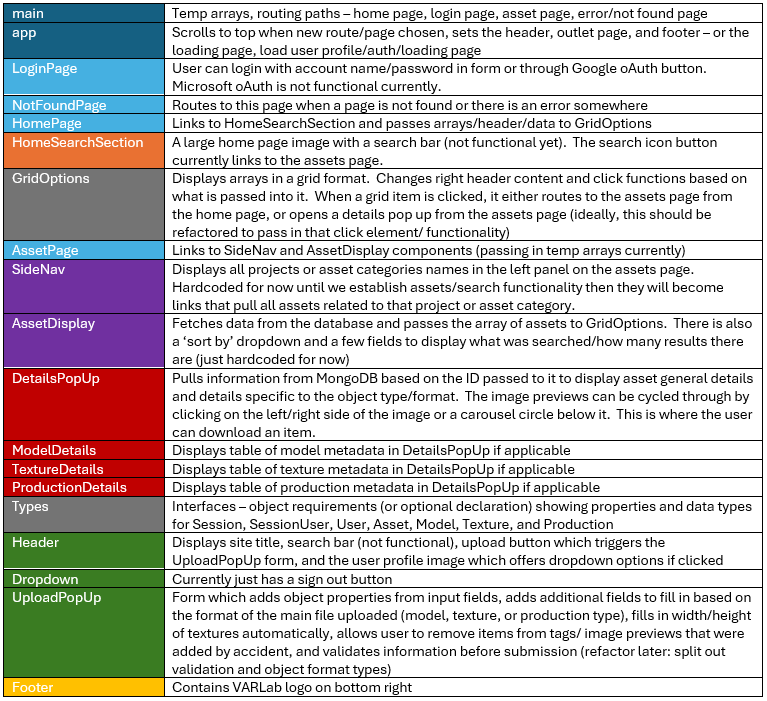 main
Temp arrays, routing paths – home page, login page, asset page, error/not found page
app
Scrolls to top when new route/page chosen, sets the header, outlet page, and footer – or the
loading page, load user profile/auth/loading page
LoginPage
User can login with account name/password in form or through Google oAuth button.
Microsoft oAuth is not functional currently.
NotFoundPage
Routes to this page when a page is not found or there is an error somewhere
HomePage
Links to HomeSearchSection and passes arrays/header/data to GridOptions
HomeSearchSection
A large home page image with a search bar (not functional yet).  The search icon button
currently links to the assets page.
GridOptions
Displays arrays in a grid format.  Changes right header content and click functions based on
what is passed into it.  When a grid item is clicked, it either routes to the assets page from
the home page, or opens a details pop up from the assets page (ideally, this should be
refactored to pass in that click element/ functionality)
AssetPage
Links to SideNav and AssetDisplay components (passing in temp arrays currently)
SideNav
Displays all projects or asset categories names in the left panel on the assets page.
Hardcoded for now until we establish assets/search functionality then they will become
links that pull all assets related to that project or asset category.
AssetDisplay
Fetches data from the database and passes the array of assets to GridOptions.  There is also
a ‘sort by’ dropdown and a few fields to display what was searched/how many results there
are (just hardcoded for now)
DetailsPopUp
Pulls information from MongoDB based on the ID passed to it to display asset general details
and details specific to the object type/format.  The image previews can be cycled through by
clicking on the left/right side of the image or a carousel circle below it.  This is where the user
can download an item.
ModelDetails
Displays table of model metadata in DetailsPopUp if applicable
TextureDetails
Displays table of texture metadata in DetailsPopUp if applicable
ProductionDetails
Displays table of production metadata in DetailsPopUp if applicable
Types
Interfaces – object requirements (or optional declaration) showing properties and data types
for Session, SessionUser, User, Asset, Model, Texture, and Production
Header
Displays site title, search bar (not functional), upload button which triggers the
UploadPopUp form, and the user profile image which offers dropdown options if clicked
Dropdown
Currently just has a sign out button
UploadPopUp
Form which adds object properties from input fields, adds additional fields to fill in based on
the format of the main file uploaded (model, texture, or production type), fills in width/height
of textures automatically, allows user to remove items from tags/ image previews that were
added by accident, and validates information before submission (refactor later: split out
validation and object format types)
Footer
Contains VARLab logo on bottom right